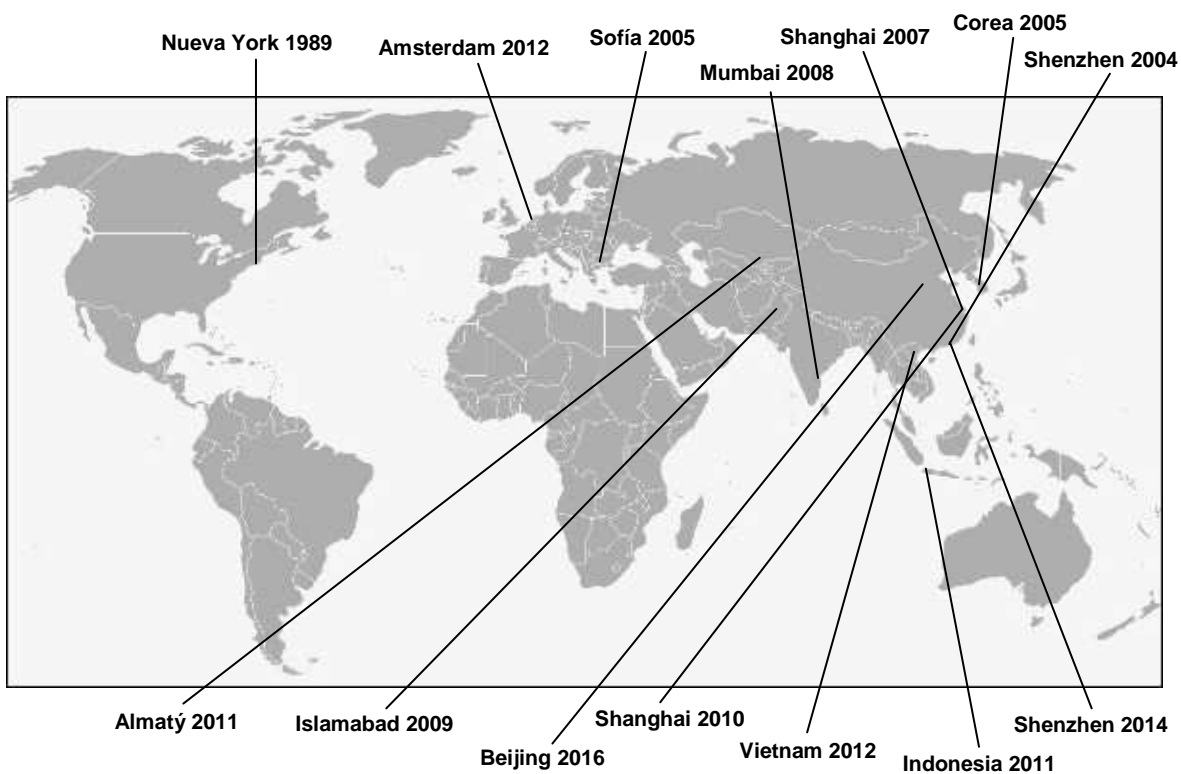 Nueva York 1989
Amsterdam 2012
Sofía 2005
Mumbai 2008
Shanghai 2007
Corea 2005
Shenzhen 2004
Almatý 2011
Islamabad 2009
Beijing 2016
Shanghai 2010
Vietnam 2012
Indonesia 2011
Shenzhen 2014